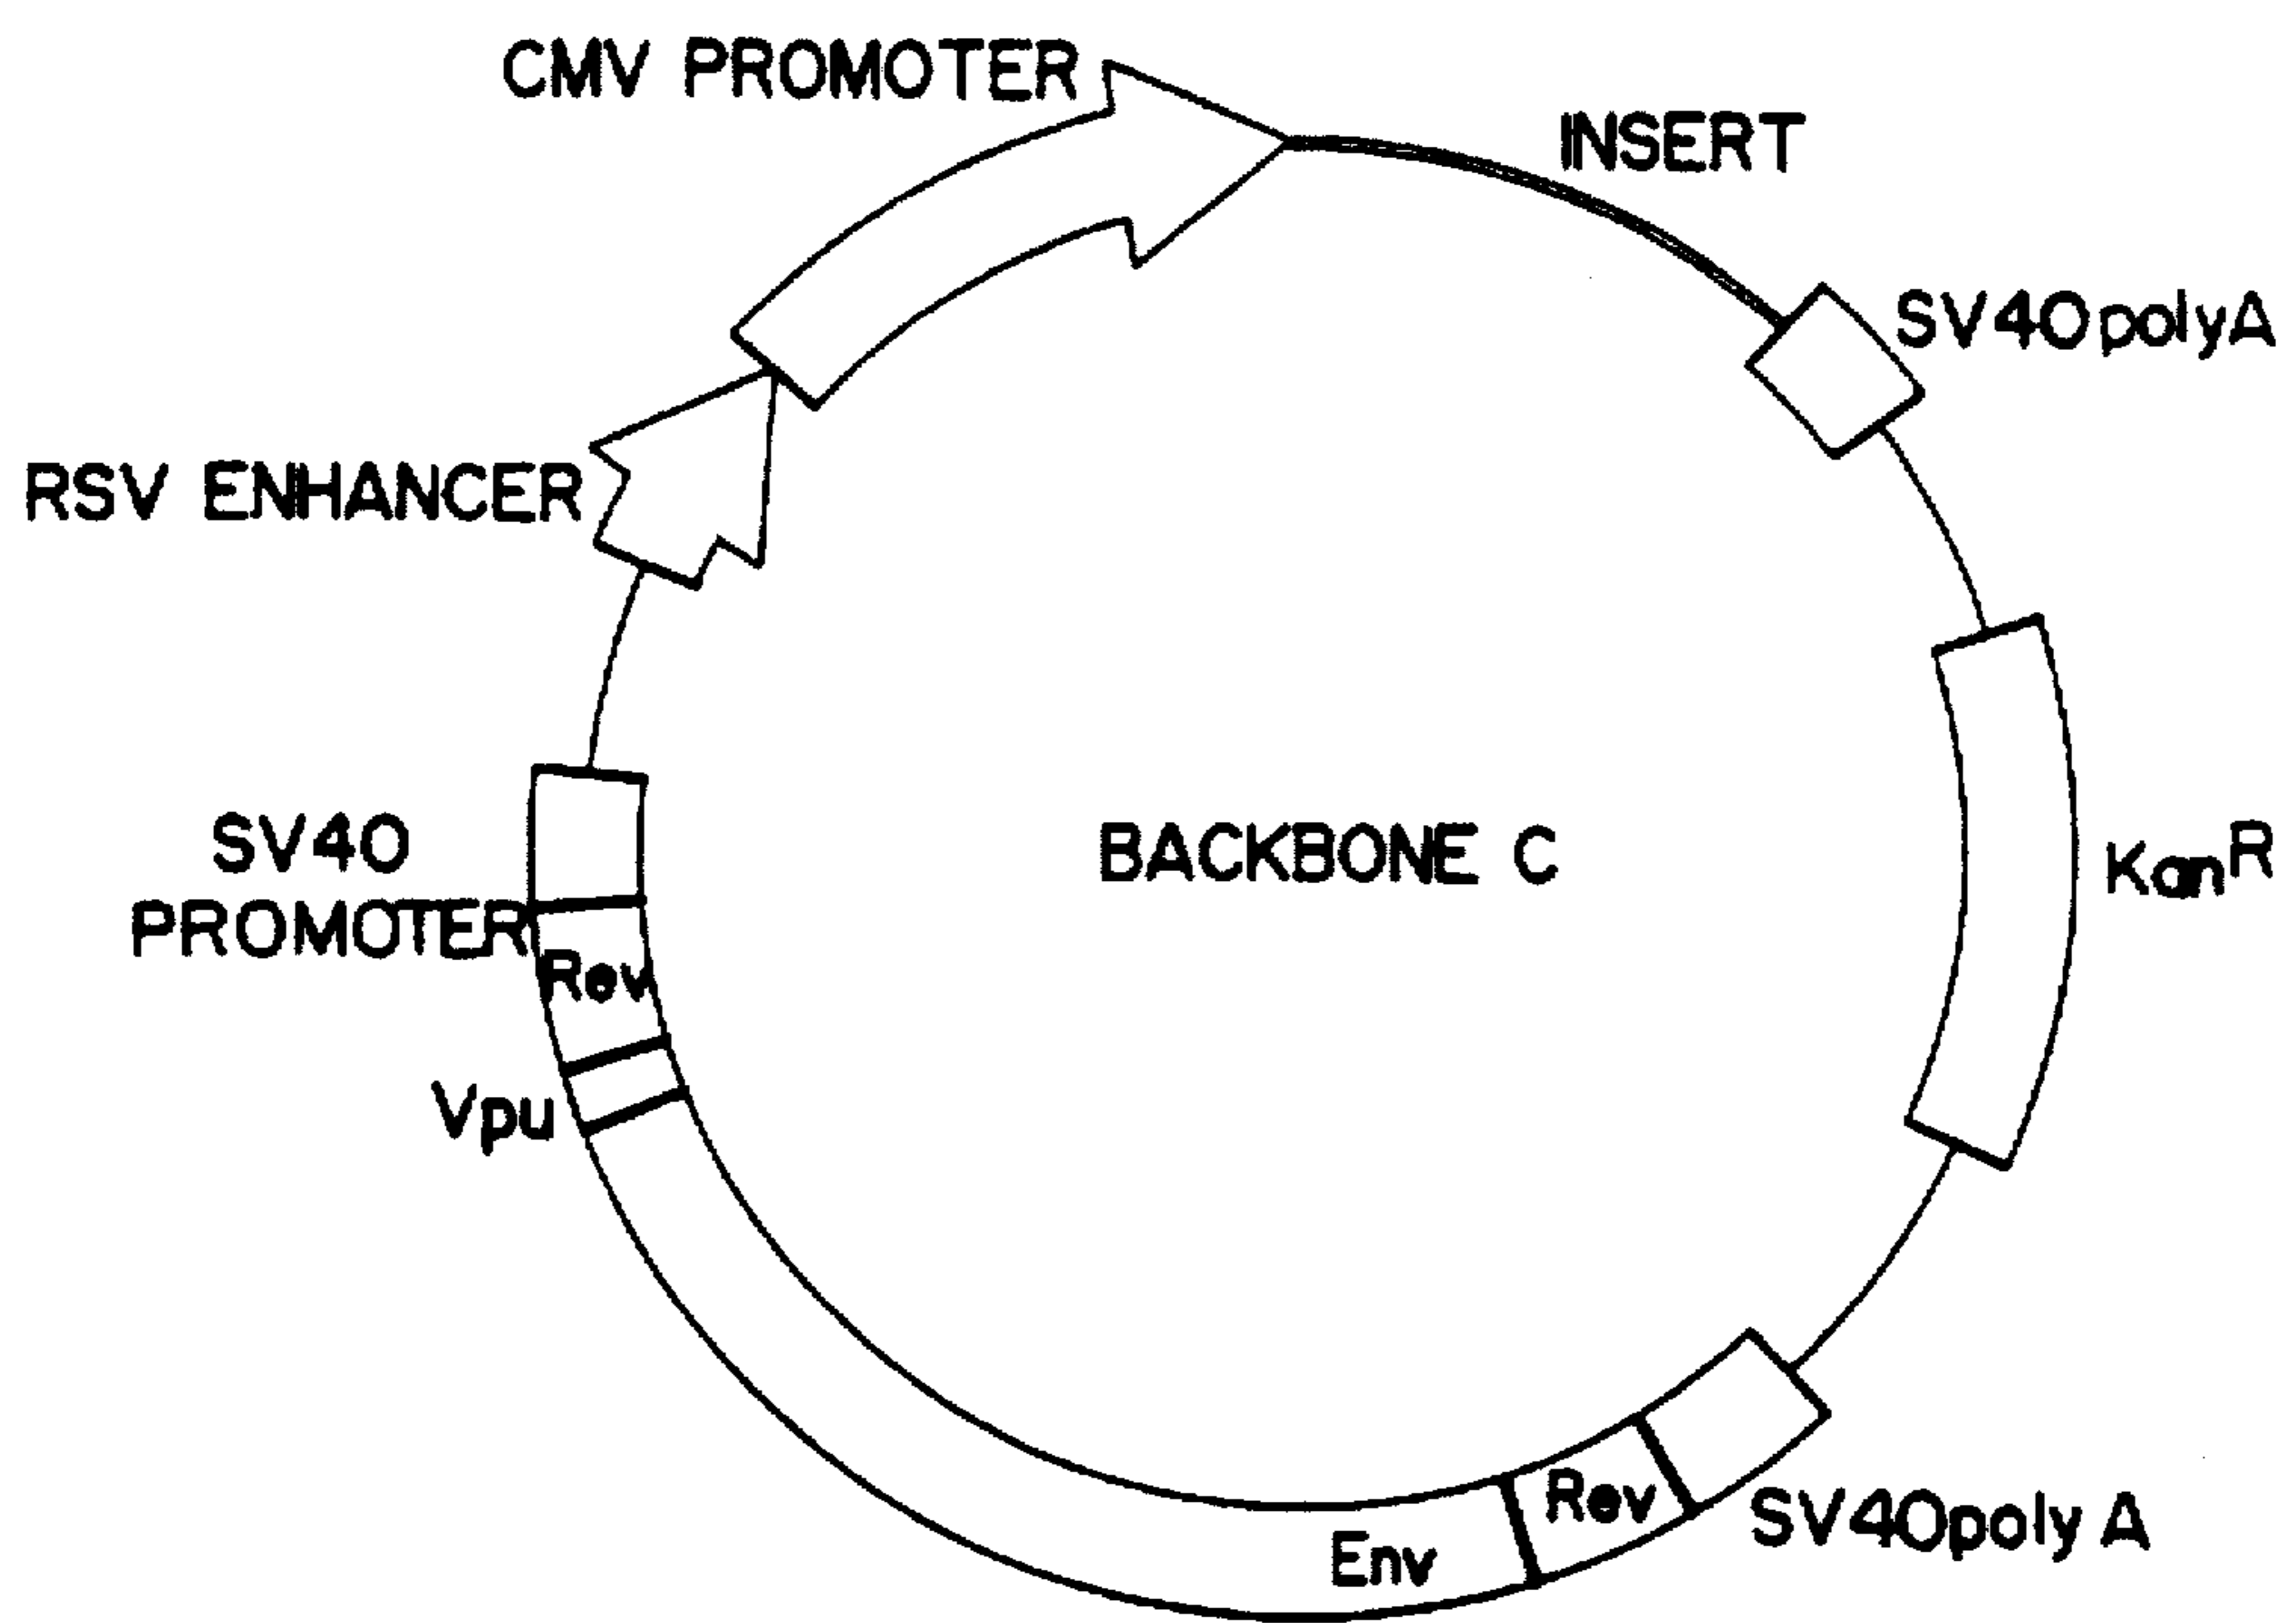 CMV PROMOTER
INSERT
SV40polyA
RSV ENHANCER
SV40
PROMOTER
BACKBONE C
KanR
Rev
Vpu
Rev
SV40poly A
Env